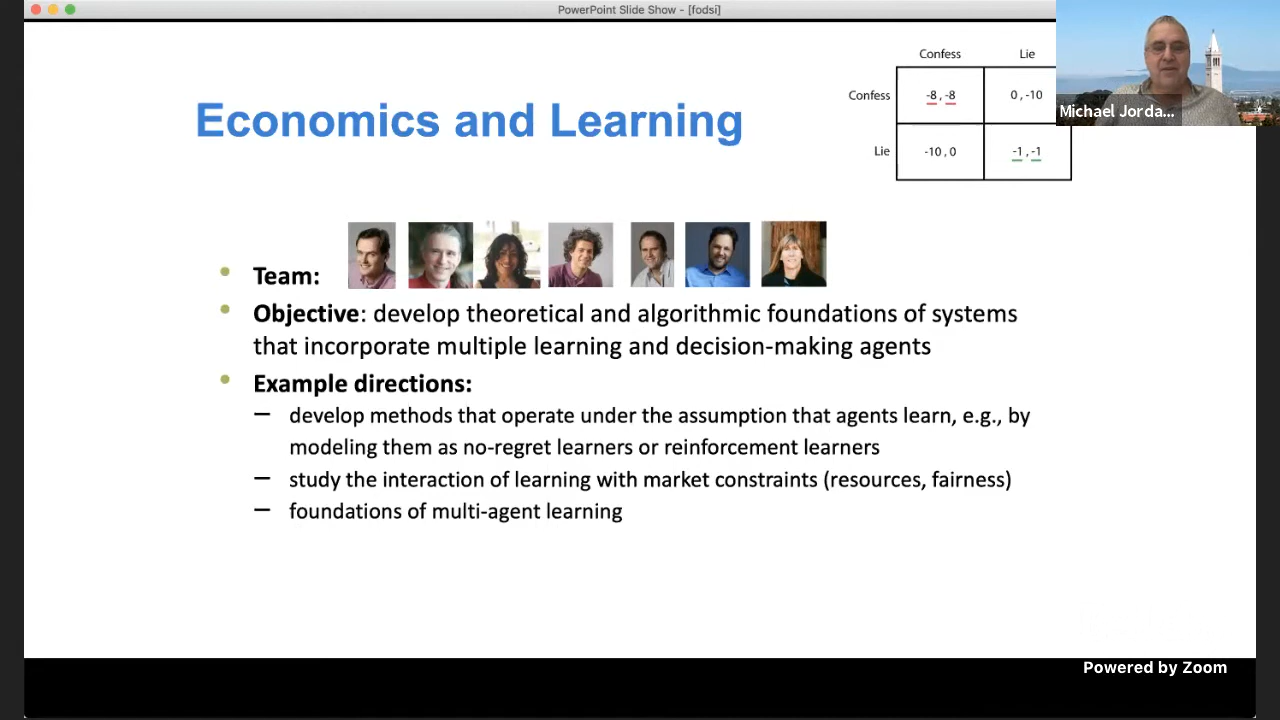 PowerPoint Slide Show - [fodsi]
Confess Lie
Confess -8 , -8 0 , -10
Lie -10 , 0 -1 , -1
Michael Jorda...
Economics and Learning
Team:
Objective: develop theoretical and algorithmic foundations of systems
that incorporate multiple learning and decision-making agents
Example directions:
– develop methods that operate under the assumption that agents learn, e.g., by
modeling them as no-regret learners or reinforcement learners
– study the interaction of learning with market constraints (resources, fairness)
– foundations of multi-agent learning
Powered by Zoom